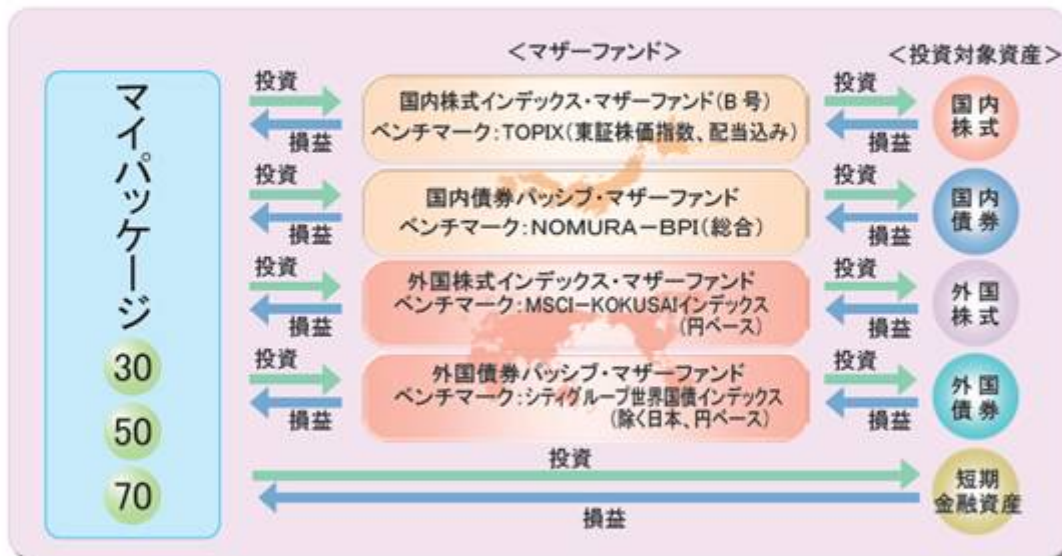 <マザーファンド>
<投資対象資産>
マイパッケージ
30
50
70
投資
損益
国内株式インデックス・マザーファンド(B号)
ベンチマーク:TOPIX(東証株価指数、配当込み)
投資
損益
国内
株式
投資
損益
国内債券パッシブ・マザーファンド
ベンチマーク:NOMURA-BPI(総合)
投資
損益
国内
債券
投資
損益
外国株式インデックス・マザーファンド
ベンチマーク:MSCI-KOKUSAIインデックス
(円ベース)
投資
損益
外国
株式
投資
損益
外国債券パッシブ・マザーファンド
ベンチマーク:シティグループ世界国債インデックス
(除く日本、円ベース)
投資
損益
外国
債券
投資
損益
短期
金融資産